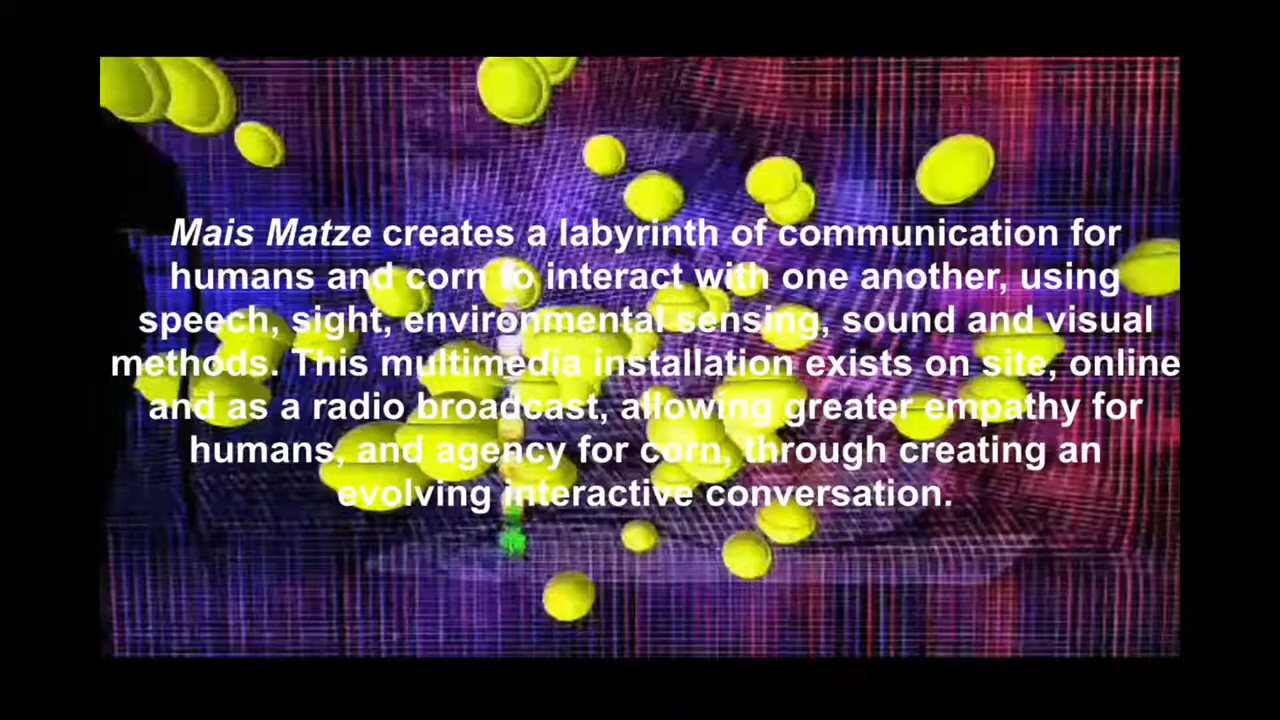 Mais Matze creates a labyrinth of communication for
humans and corn to interact with one another, using
speech, sight, environmental sensing, sound and visual
methods. This multimedia installation exists on site, online
and as a radio broadcast, allowing greater empathy for
humans, and agency for corn, through creating an
evolving interactive conversation.